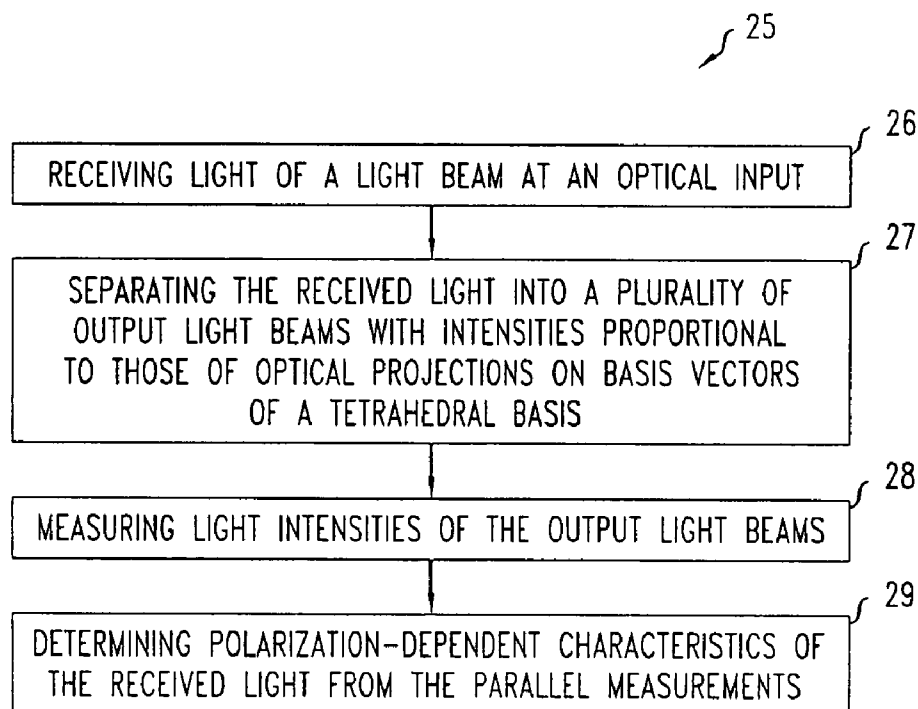 25
26
RECEIVING LIGHT OF A LIGHT BEAM AT AN OPTICAL INPUT
27
SEPARATING THE RECEIVED LIGHT INTO A PLURALITY OF
OUTPUT LIGHT BEAMS WITH INTENSITIES PROPORTIONAL
TO THOSE OF OPTICAL PROJECTIONS ON BASIS VECTORS
OF A TETRAHEDRAL BASIS
28
MEASURING LIGHT INTENSITIES OF THE OUTPUT LIGHT BEAMS
29
DETERMINING POLARIZATION-DEPENDENT CHARACTERISTICS OF
THE RECEIVED LIGHT FROM THE PARALLEL MEASUREMENTS